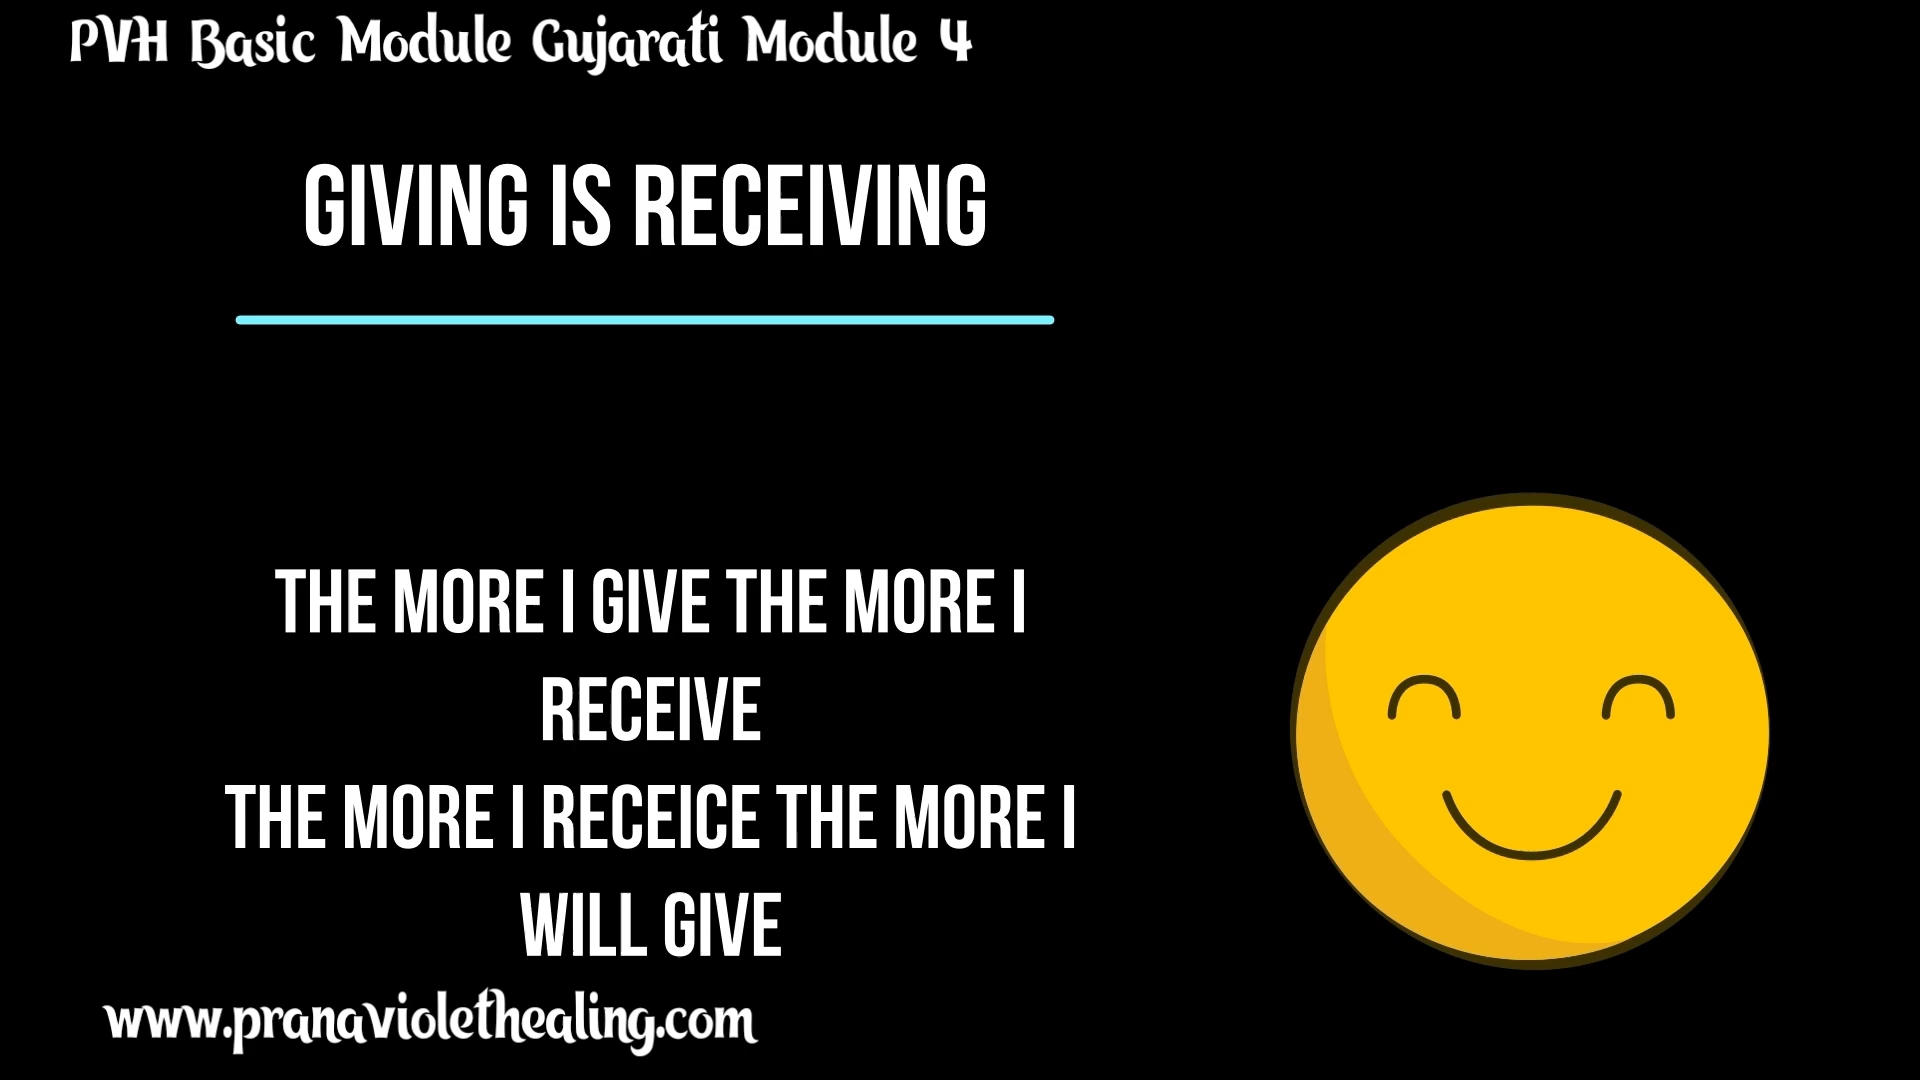 PVH Basic Module Gujarati Module 4
GIVING IS RECEIVING
THE MORE I GIVE THE MORE I
RECEIVE
THE MORE I RECEICE THE MORE I
WILL GIVE
www.pranaviolethealing.com